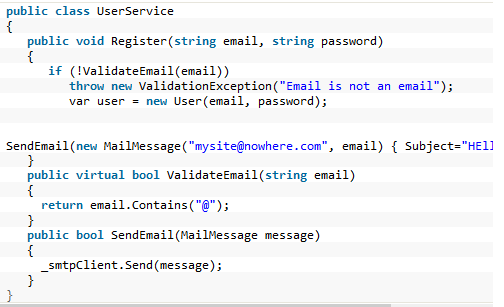 public class UserService
{
public void Register(string email, string password)
{
if (!ValidateEmail(email))
throw new ValidationException("Email is not an email");
var user = new User(email, password);
SendEmail(new MailMessage("mysite@nowhere.com", email) { Subject="HEll
}
public virtual bool ValidateEmail(string email)
{
return email.Contains("@");
}
public bool SendEmail(MailMessage message)
{
_smtpClient.Send(message);
}
}